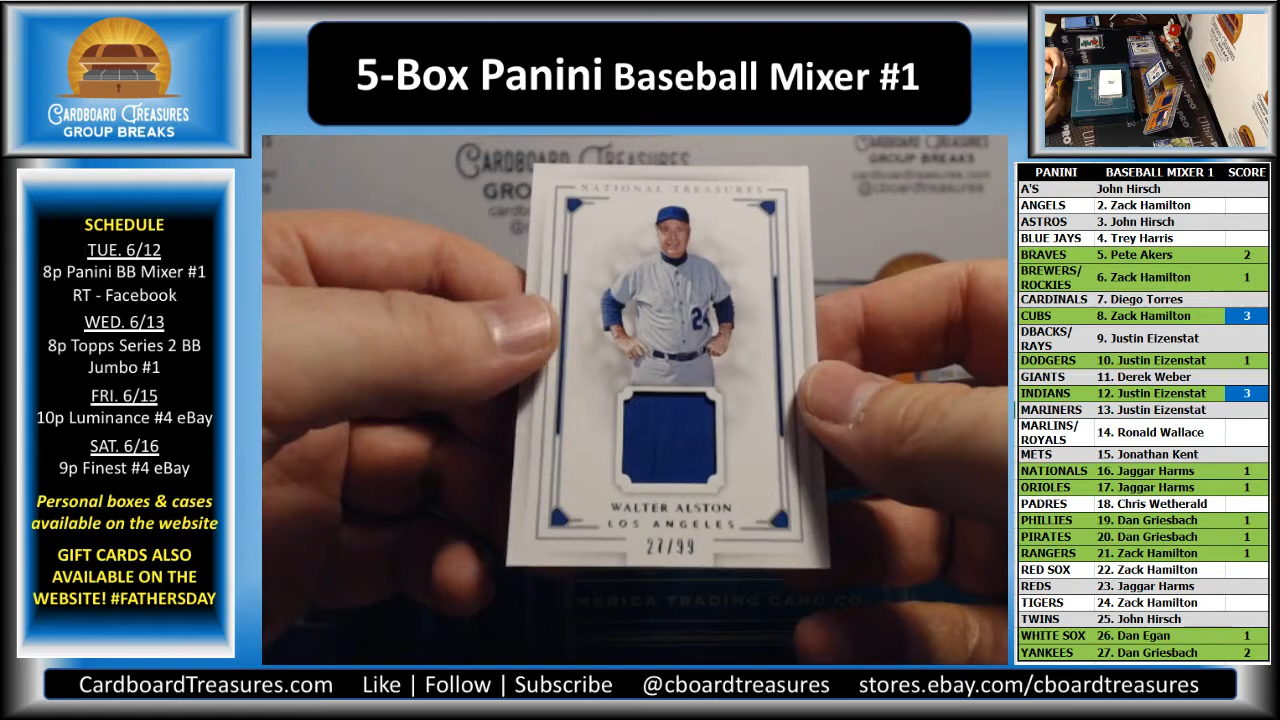 CARDBOARD TREASURES
GROUP BREAKS
5-Box Panini Baseball Mixer #1
SCHEDULE
TUE. 6/12
8p Panini BB Mixer #1
RT - Facebook
WED. 6/13
8p Topps Series 2 BB
Jumbo #1
FRI. 6/15
10p Luminance #4 eBay
SAT. 6/16
9p Finest #4 eBay
Personal boxes & cases
available on the website
GIFT CARDS ALSO
AVAILABLE ON THE
WEBSITE! #FATHERSDAY
CARDBOARD TREASURES
GRO
NATIONAL TREASURES
24
WALTER ALSTON
LOS ANGELES
27/99
MERICA TRADING CARD CO
PANINI BASEBALL MIXER 1 SCORE
A'S John Hirsch
ANGELS 2. Zack Hamilton
ASTROS 3. John Hirsch
BLUE JAYS 4. Trey Harris
BRAVES 5. Pete Akers 2
BREWERS/
ROCKIES 6. Zack Hamilton 1
CARDINALS 7. Diego Torres
CUBS 8. Zack Hamilton 3
DBACKS/
RAYS 9. Justin Eizenstat
DODGERS 10. Justin Eizenstat 1
GIANTS 11. Derek Weber
INDIANS 12. Justin Eizenstat 3
MARINERS 13. Justin Eizenstat
MARLINS/
ROYALS 14. Ronald Wallace
METS 15. Jonathan Kent
NATIONALS 16. Jaggar Harms 1
ORIOLES 17. Jaggar Harms 1
PADRES 18. Chris Wetherald
PHILLIES 19. Dan Griesbach 1
PIRATES 20. Dan Griesbach 1
RANGERS 21. Zack Hamilton 1
RED SOX 22. Zack Hamilton
REDS 23. Jaggar Harms
TIGERS 24. Zack Hamilton
TWINS 25. John Hirsch
WHITE SOX 26. Dan Egan 1
YANKEES 27. Dan Griesbach 2
CardboardTreasures.com Like | Follow | Subscribe @cboardtreasures stores.ebay.com/cboardtreasures